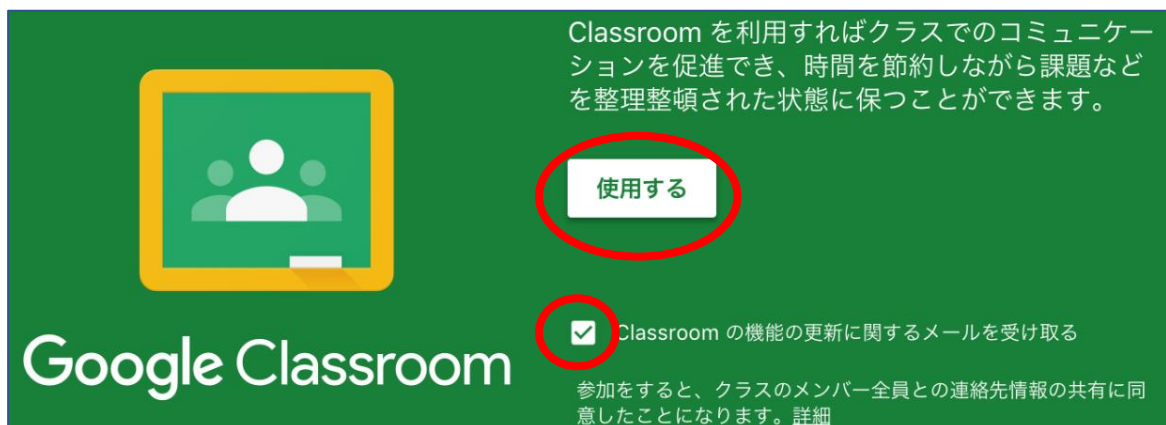 Classroom を利用すればクラスでのコミュニケー
ションを促進でき、時間を節約しながら課題など
を整理整頓された状態に保つことができます。
使用する
Google Classroom
Classroom の機能の更新に関するメールを受け取る
参加をすると、クラスのメンバー全員との連絡先情報の共有に同
意したことになります。詳細